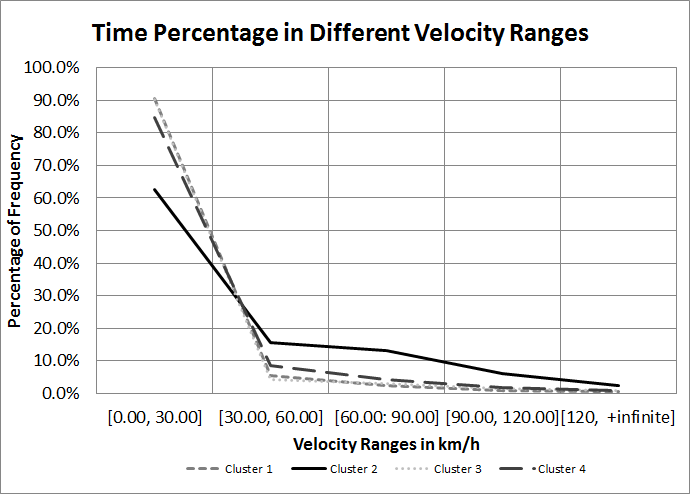 Time Percentage in Different Velocity Ranges
Percentage of Frequency
100.0%
90.0%
80.0%
70.0%
60.0%
50.0%
40.0%
30.0%
20.0%
10.0%
0.0%
[0.00, 30.00] [30.00, 60.00] [60.00: 90.00] [90.00, 120.00] [120, +infinite]
Velocity Ranges in km/h
Cluster 1 Cluster 2 Cluster 3 Cluster 4